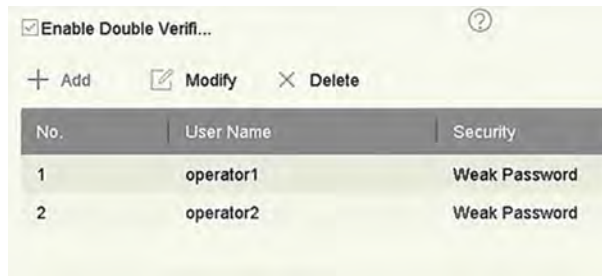 Enable Double Verifi...
+ Add Modify × Delete
No. User Name Security
1 operator1 Weak Password
2 operator2 Weak Password